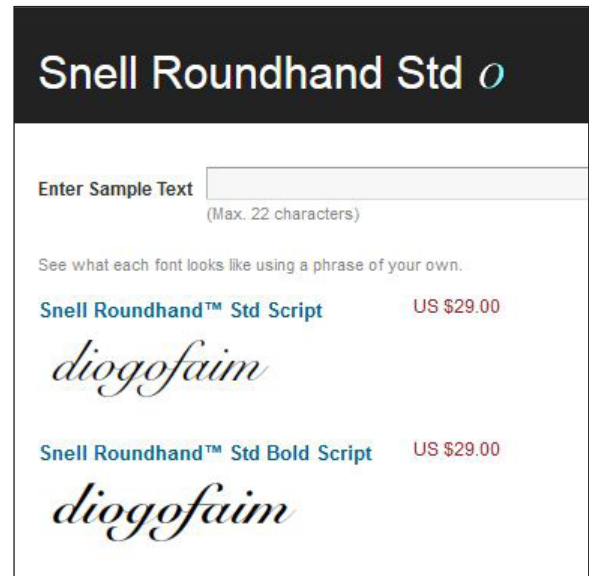 Snell Roundhand Std O
Enter Sample Text
(Max. 22 characters)
See what each font looks like using a phrase of your own.
Snell Roundhand™ Std Script US $29.00
diogofaim
Snell Roundhand™ Std Bold Script US $29.00
diogofaim